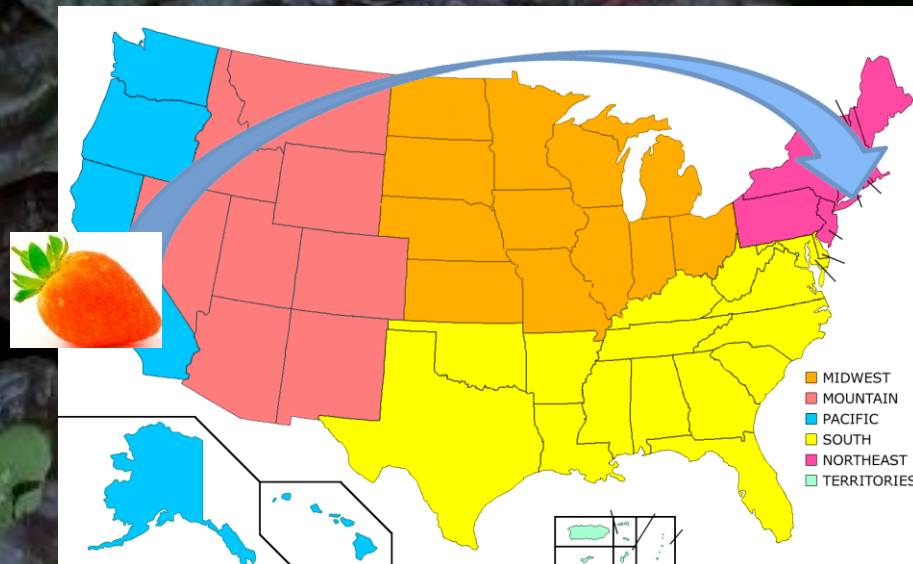 MIDWEST
MOUNTAIN
PACIFIC
SOUTH
NORTHEAST
TERRITORIES